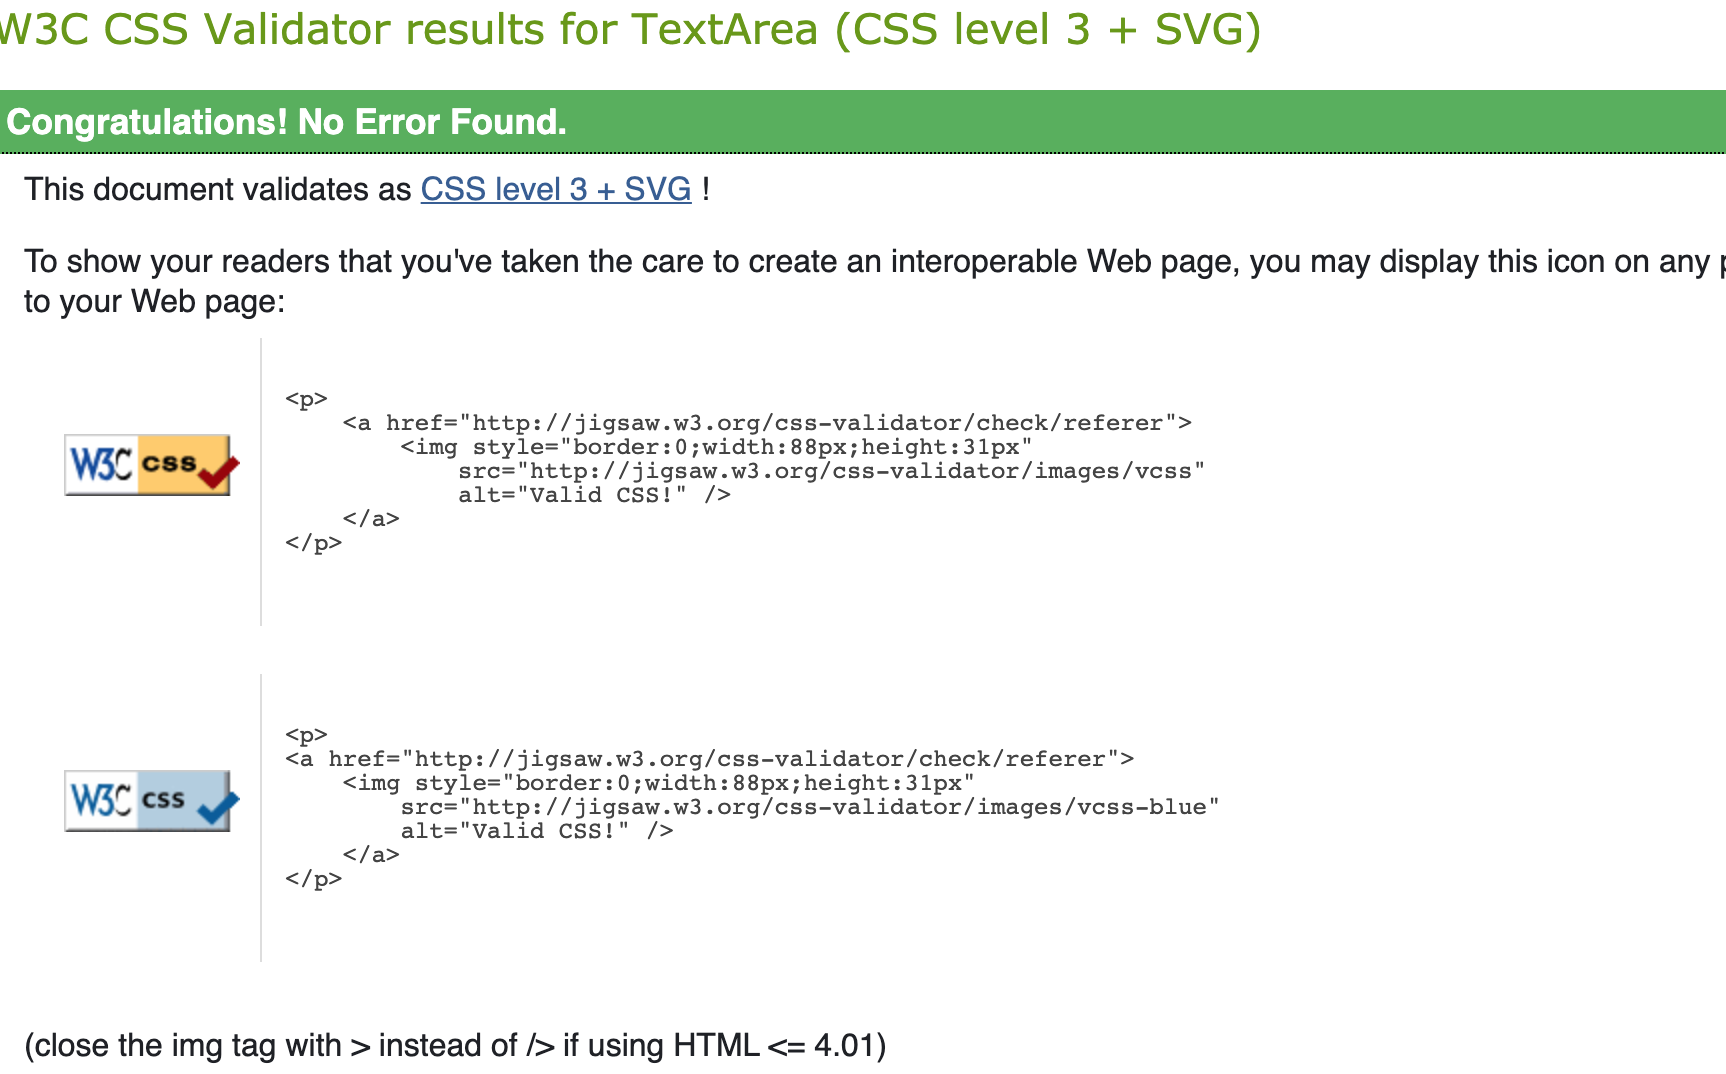 W3C CSS Validator results for TextArea (CSS level 3 + SVG)
Congratulations! No Error Found.
This document validates as CSS level 3 + SVG !
To show your readers that you've taken the care to create an interoperable Web page, you may display this icon on any
to your Web page:
W3C css
<p>
    <a href="http://jigsaw.w3.org/css-validator/check/referer">
        <img style="border:0;width:88px;height:31px"
            src="http://jigsaw.w3.org/css-validator/images/vcss"
            alt="Valid CSS!" />
    </a>
</p>
W3C css
<p>
<a href="http://jigsaw.w3.org/css-validator/check/referer">
    <img style="border:0;width:88px;height:31px"
        src="http://jigsaw.w3.org/css-validator/images/vcss-blue"
        alt="Valid CSS!" />
    </a>
</p>
(close the img tag with > instead of /> if using HTML <= 4.01)